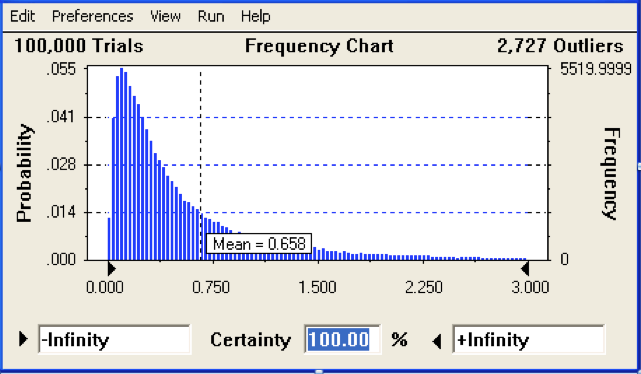 Edit Preferences View Run Help
100,000 Trials Frequency Chart 2,727 Outliers
.055 5519.9999
.041
.028
.014
.000 0
Probability
Frequency
Mean = 0.658
0.000 0.750 1.500 2.250 3.000
-Infinity Certainty 100.00 % +Infinity